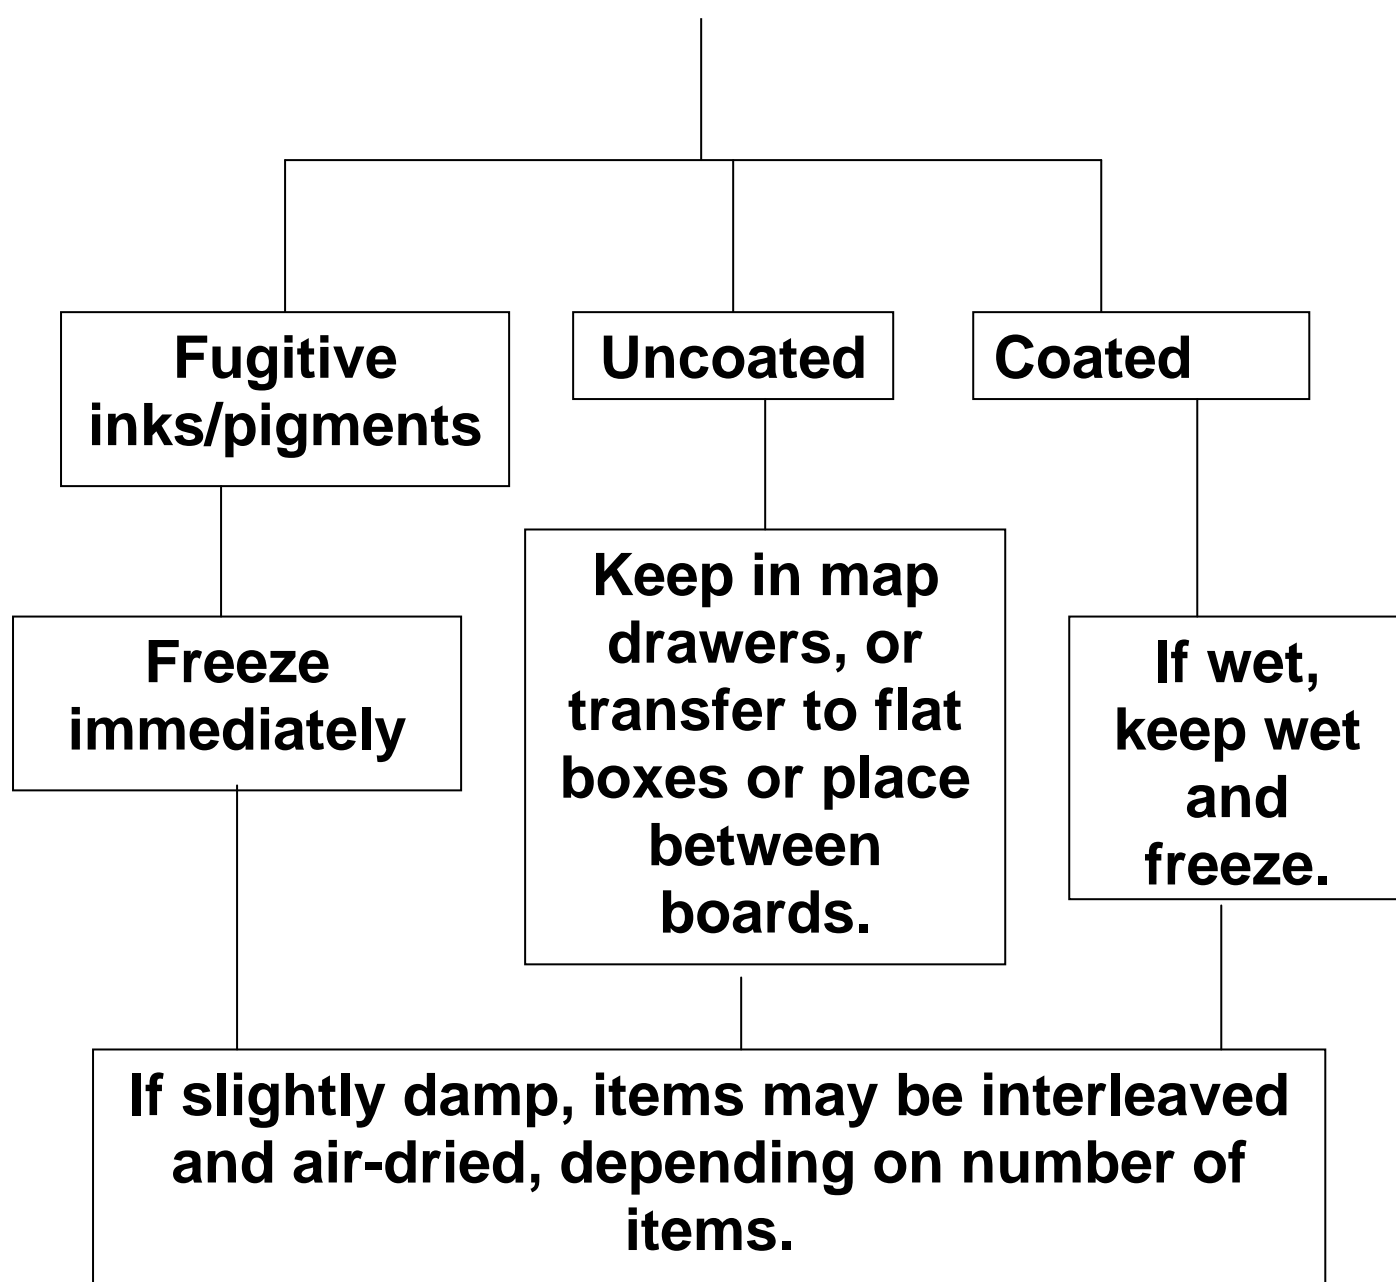 Fugitive
inks/pigments
Uncoated
Coated
Freeze
immediately
Keep in map
drawers, or
transfer to flat
boxes or place
between
boards.
If wet,
keep wet
and
freeze.
If slightly damp, items may be interleaved
and air-dried, depending on number of
items.